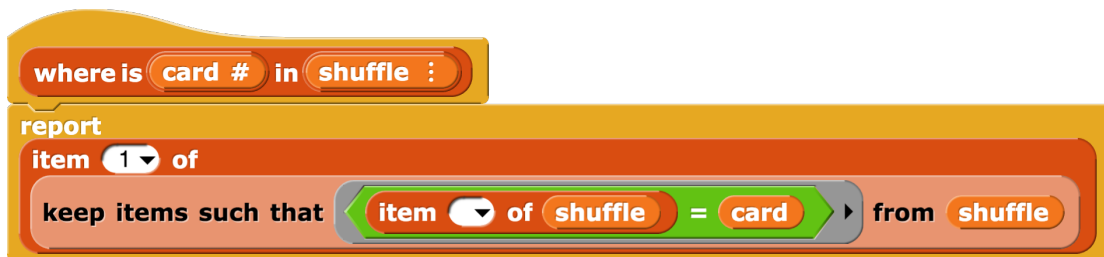 where is card # in shuffle ⋮
report
item 1 of
keep items such that item of shuffle = card from shuffle